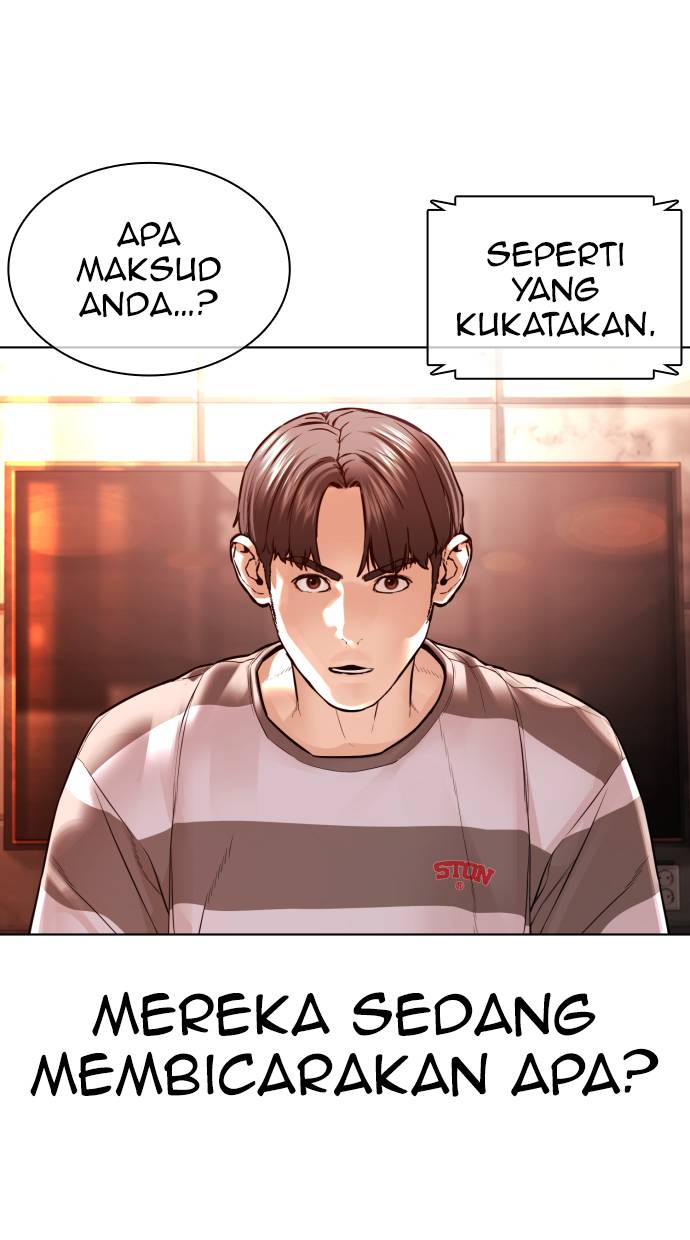 APA
MAKSUD
ANDA...?
SEPERTI
YANG
KUKATAKAN.
STON
®
MEREKA SEDANG
MEMBICARAKAN APA?